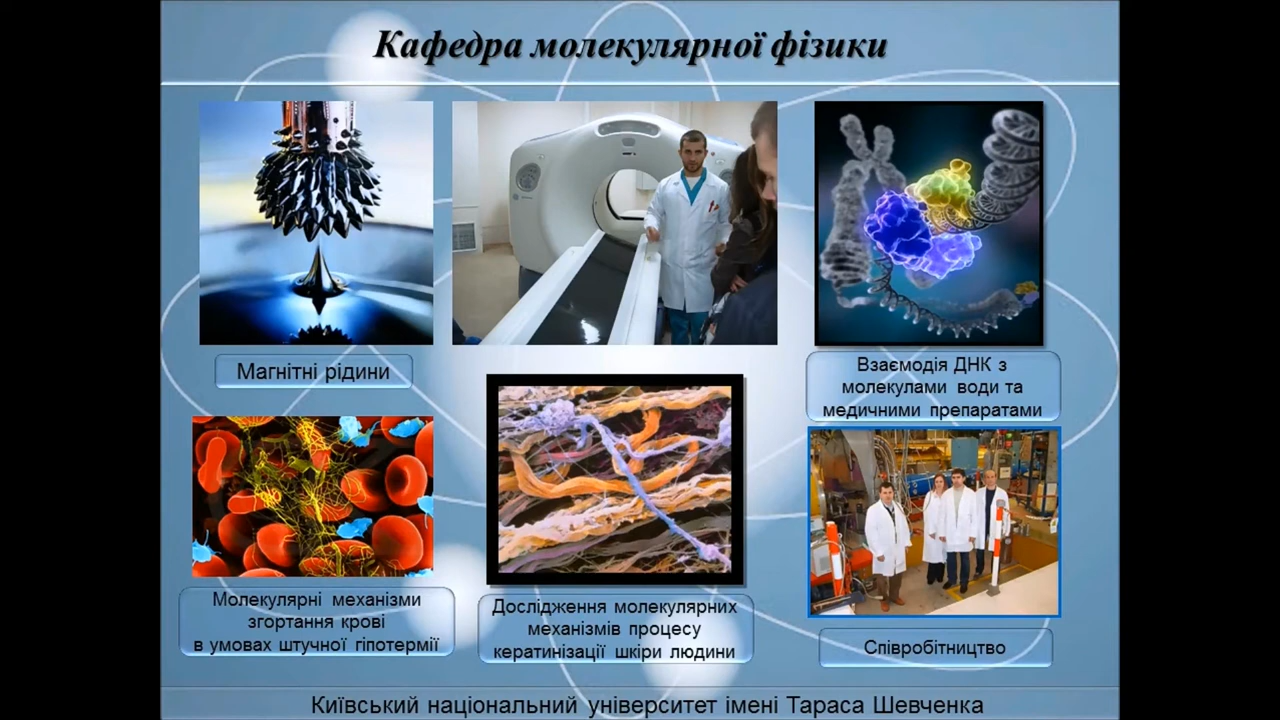 Кафедра молекулярної фізики
Магнітні рідини
Взаємодія ДНК з
молекулами води та
медичними препаратами
Молекулярні механізми
згортання крові
в умовах штучної гіпотермії
Дослідження молекулярних
механізмів процесу
кератинізації шкіри людини
Співробітництво
Київський національний університет імені Тараса Шевченка